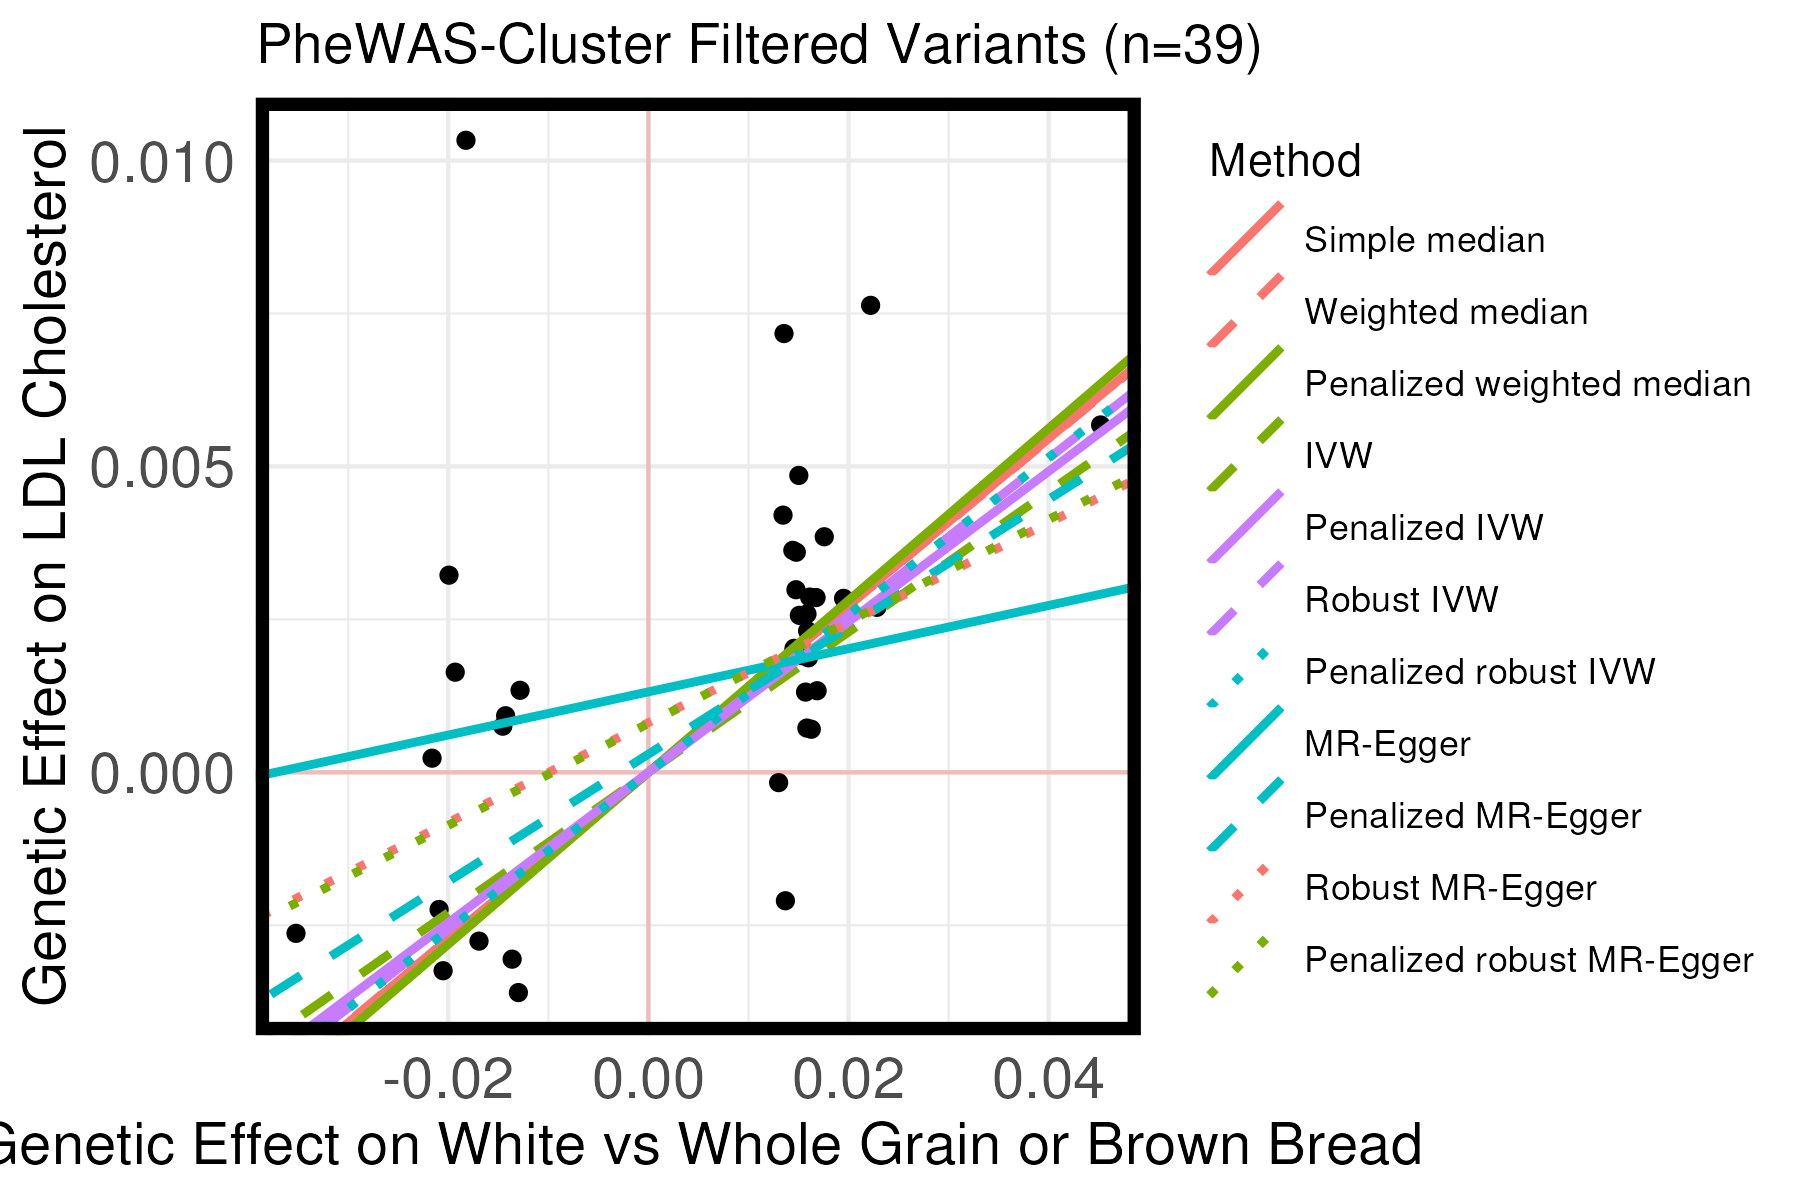 PheWAS-Cluster Filtered Variants (n=39)
Genetic Effect on LDL Cholesterol
0.010
0.005
0.000
-0.02 0.00 0.02 0.04
Genetic Effect on White vs Whole Grain or Brown Bread
Method
Simple median
Weighted median
Penalized weighted median
IVW
Penalized IVW
Robust IVW
Penalized robust IVW
MR-Egger
Penalized MR-Egger
Robust MR-Egger
Penalized robust MR-Egger